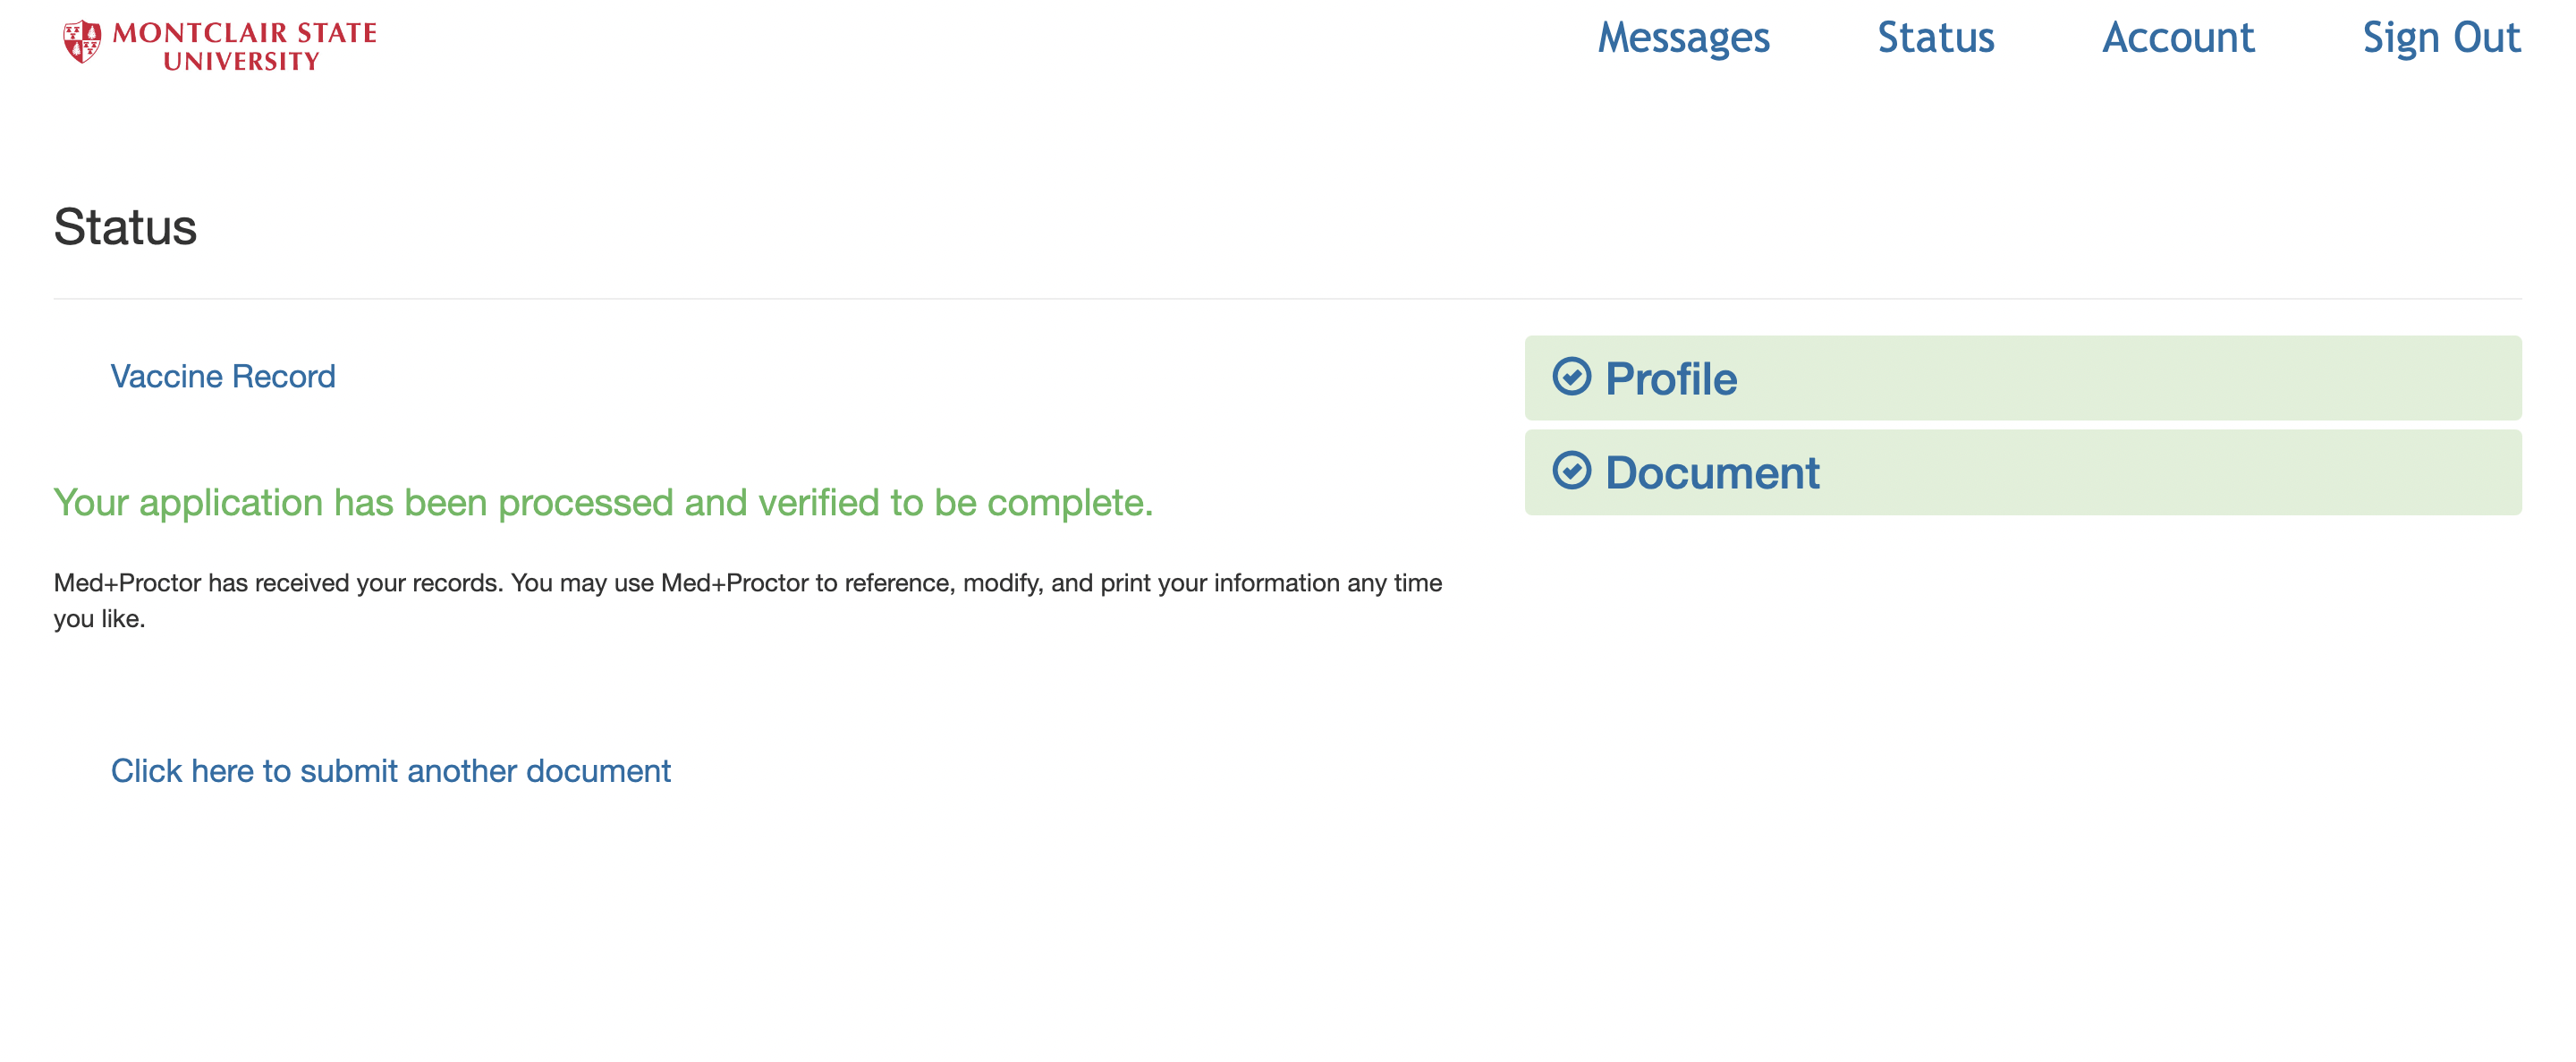 MONTCLAIR STATE
UNIVERSITY
Messages Status Account Sign Out
Status
Vaccine Record
Your application has been processed and verified to be complete.
Med+Proctor has received your records. You may use Med+Proctor to reference, modify, and print your information any time
you like.
Click here to submit another document
Profile
Document